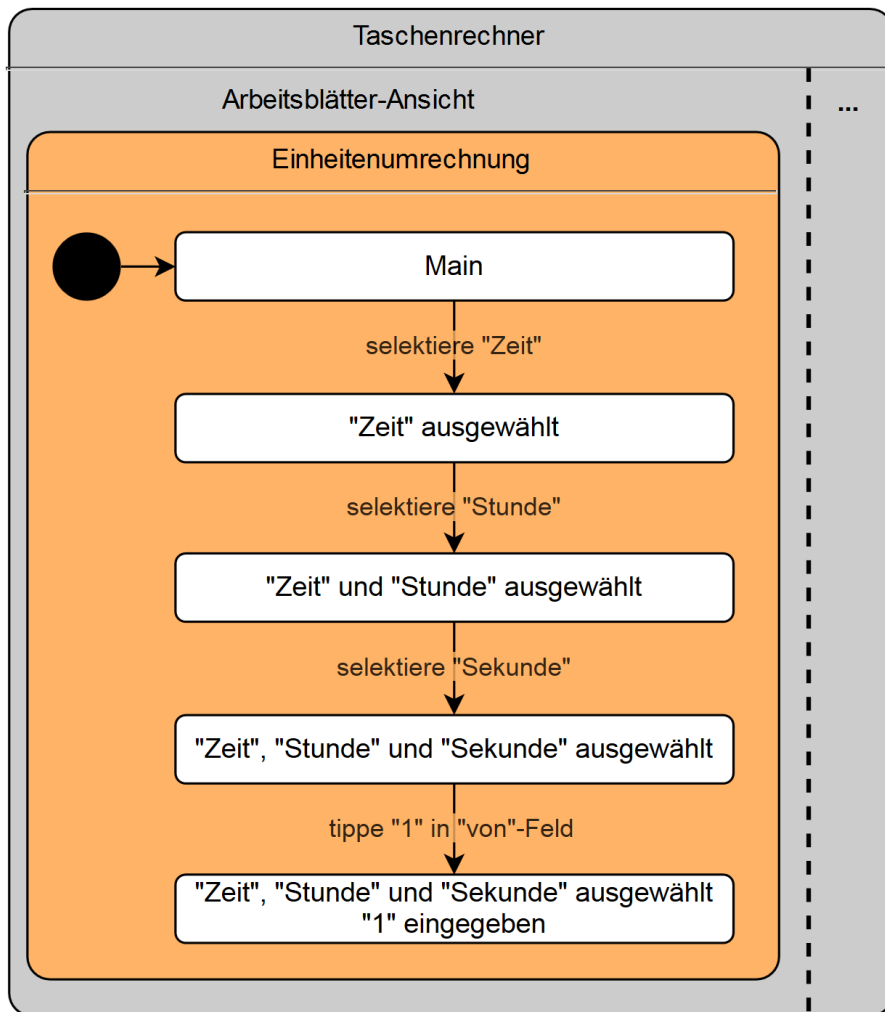 Taschenrechner
Arbeitsblätter-Ansicht
...
Einheitenumrechnung
Main
selektiere "Zeit"
"Zeit" ausgewählt
selektiere "Stunde"
"Zeit" und "Stunde" ausgewählt
selektiere "Sekunde"
"Zeit", "Stunde" und "Sekunde" ausgewählt
tippe "1" in "von"-Feld
"Zeit", "Stunde" und "Sekunde" ausgewählt
"1" eingegeben